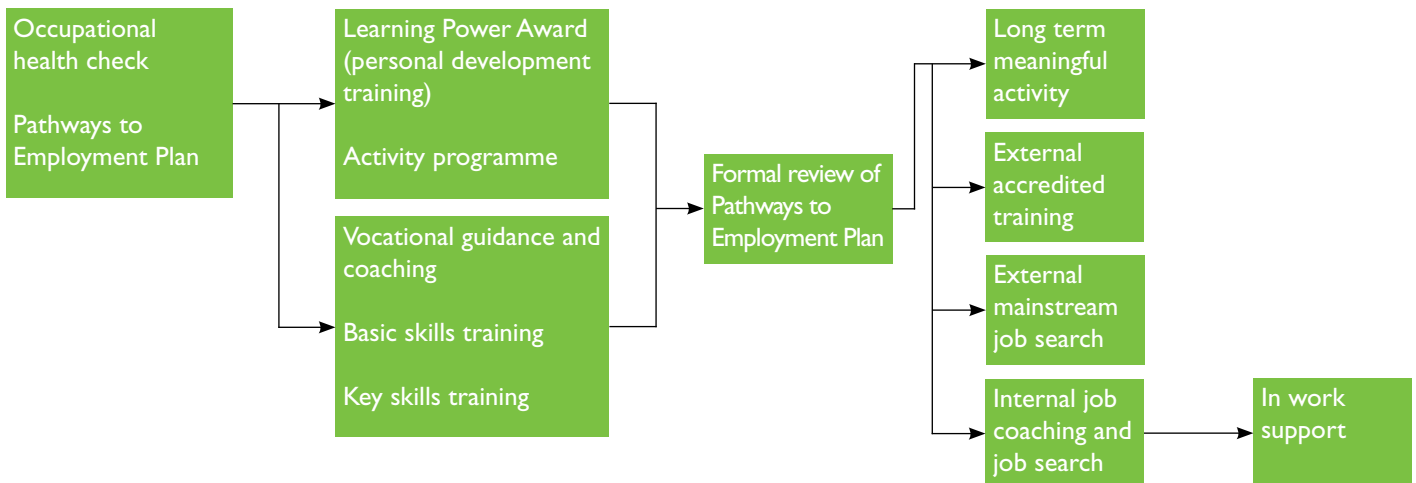 Occupational
health check
Pathways to
Employment Plan
Learning Power Award
(personal development
training)
Activity programme
Vocational guidance and
coaching
Basic skills training
Key skills training
Formal review of
Pathways to
Employment Plan
Long term
meaningful
activity
External
accredited
training
External
mainstream
job search
Internal job
coaching and
job search
In work
support